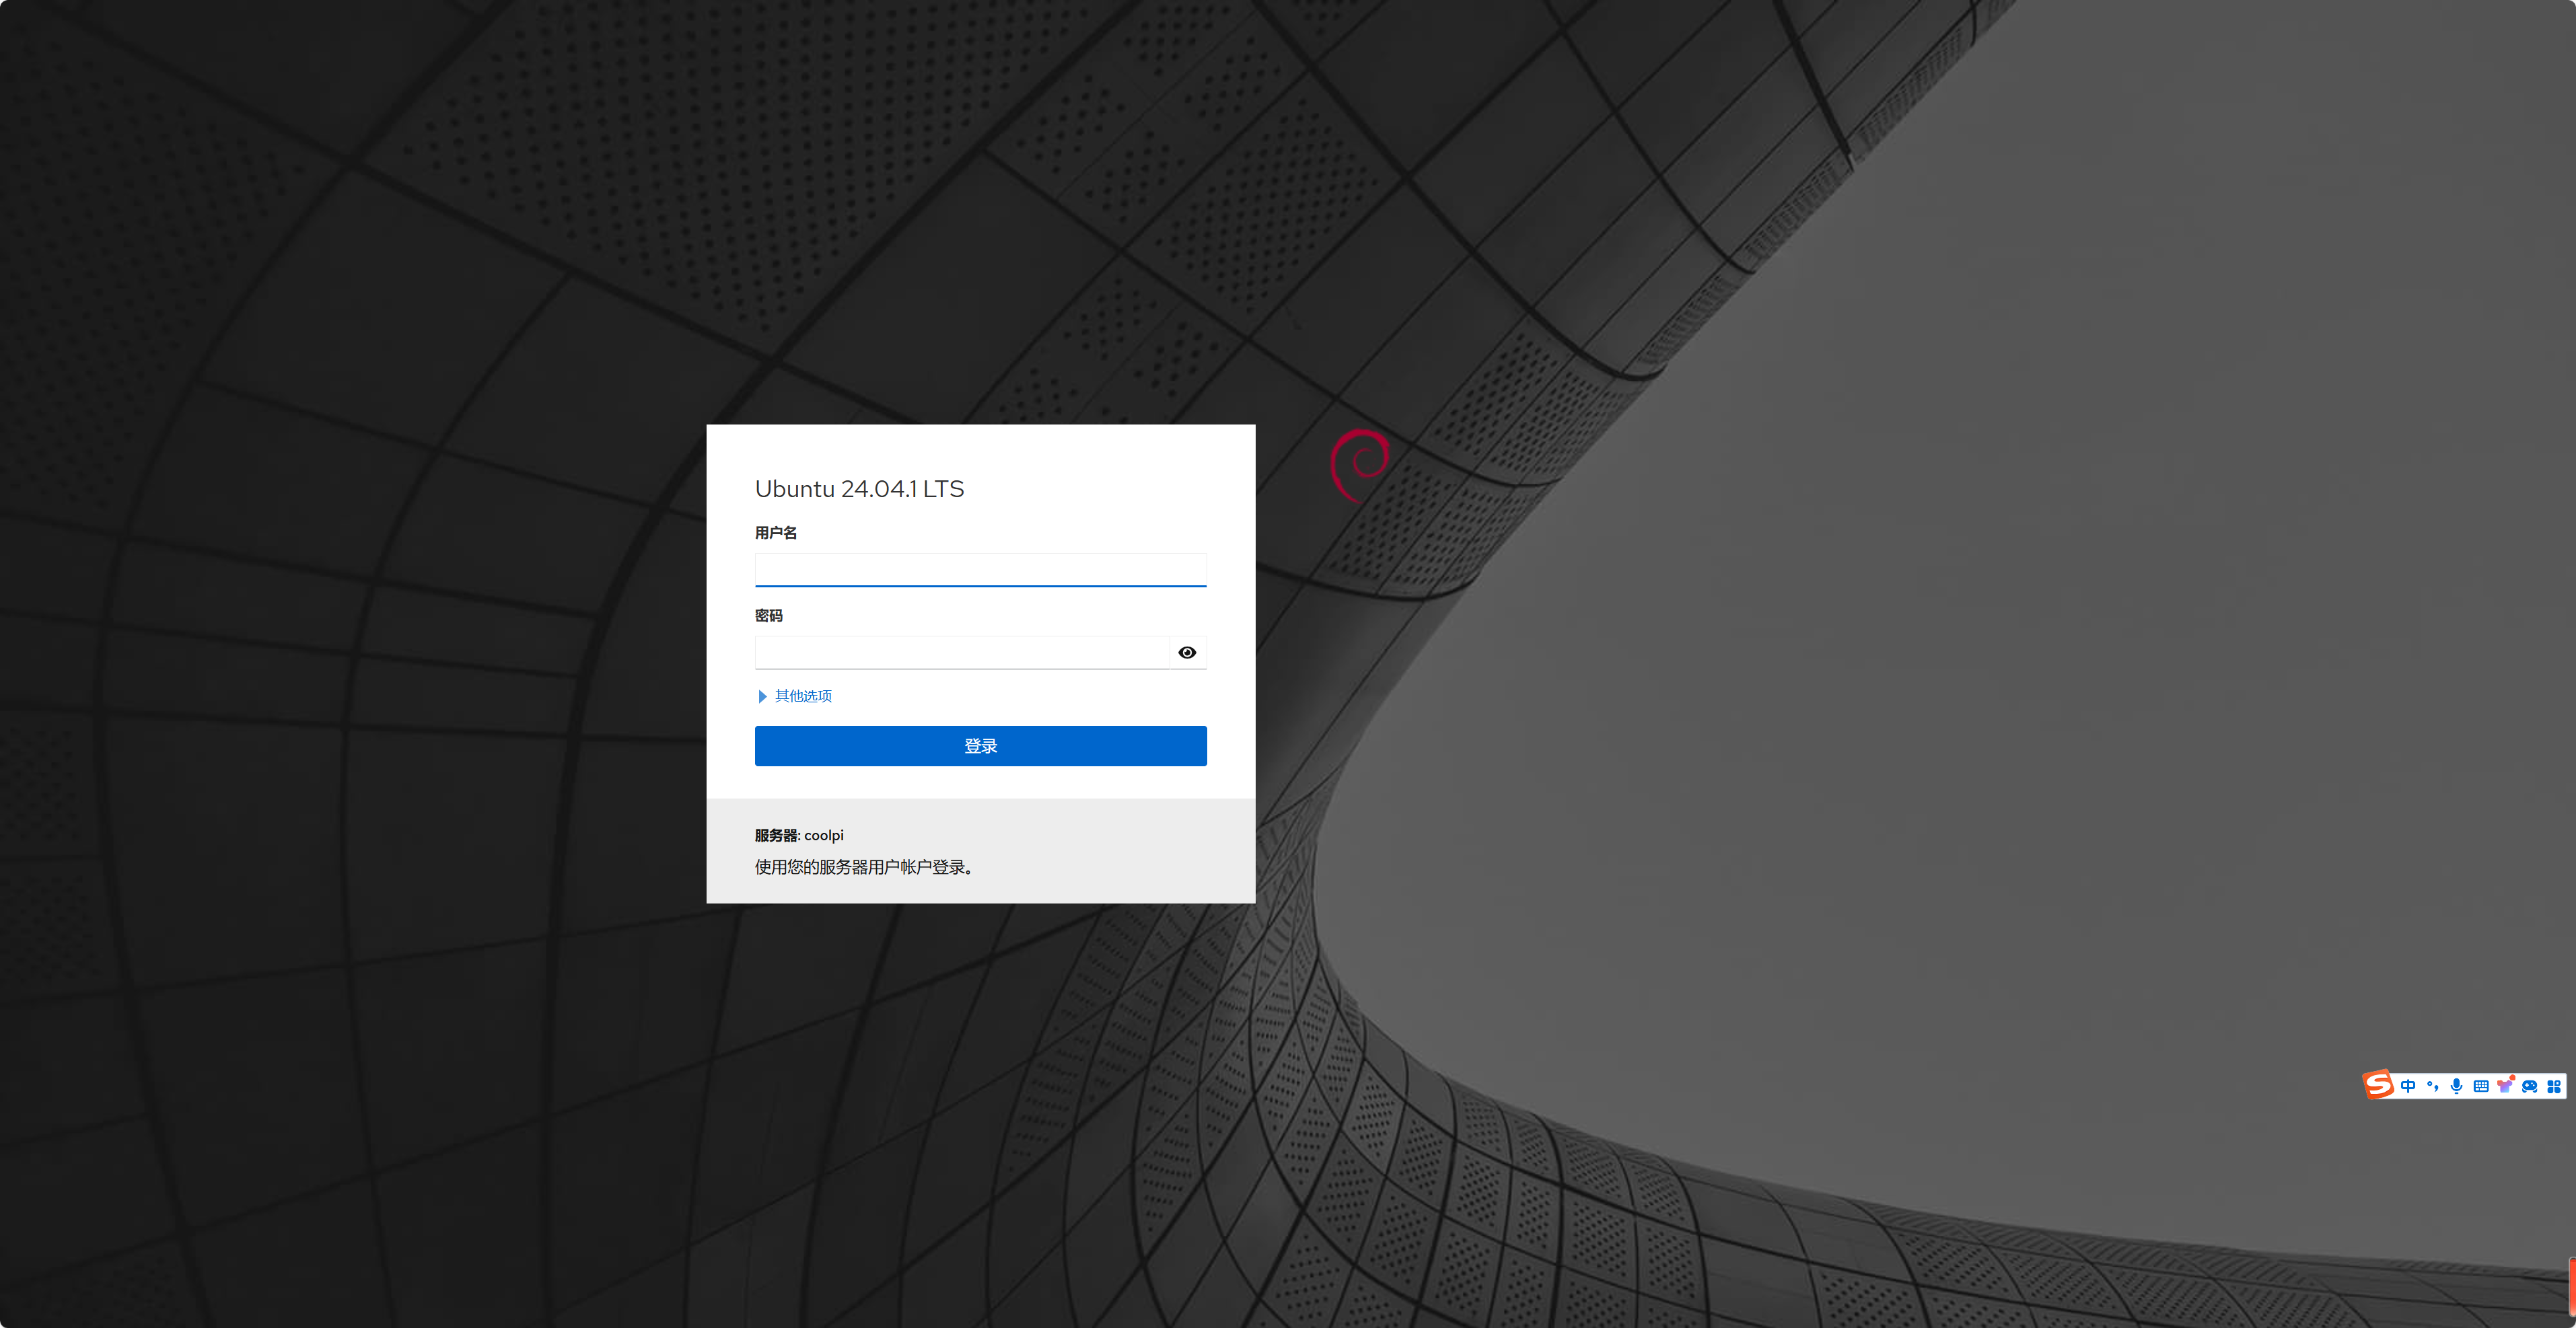 Ubuntu 24.04.1 LTS
用户名
密码
其他选项
登录
服务器: coolpi
使用您的服务器用户帐户登录。
中